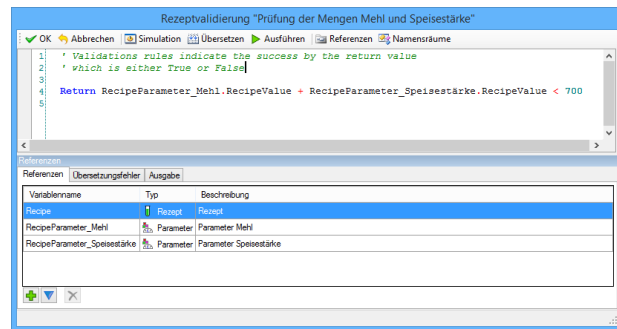 Rezeptvalidierung "Prüfung der Mengen Mehl und Speisestärke"
OK Abbrechen Simulation Übersetzen Ausführen Referenzen Namensräume
1 ' Validations rules indicate the success by the return value
2 ' which is either True or False
3
4 Return RecipeParameter_Mehl.RecipeValue + RecipeParameter_Speisestärke.RecipeValue < 700
5
Referenzen
Referenzen Übersetzungsfehler Ausgabe
Variablenname Typ Beschreibung
Recipe Rezept Rezept
RecipeParameter_Mehl Parameter Parameter Mehl
RecipeParameter_Speisestärke Parameter Parameter Speisestärke